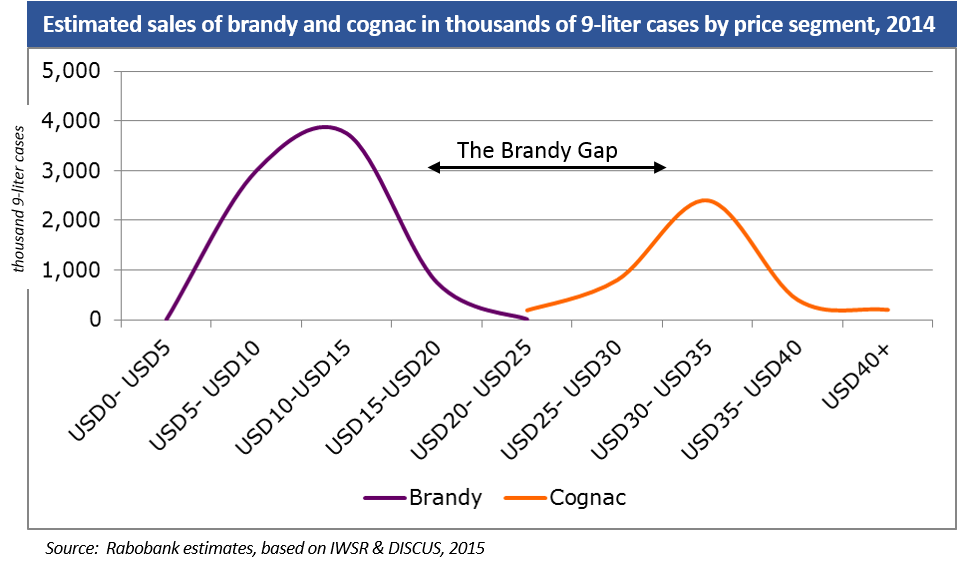 Estimated sales of brandy and cognac in thousands of 9-liter cases by price segment, 2014
thousand 9-liter cases
5,000
4,000
3,000
2,000
1,000
0
The Brandy Gap
USD0- USD5
USD5- USD10
USD10-USD15
USD15-USD20
USD20- USD25
USD25- USD30
USD30- USD35
USD35- USD40
USD40+
Brandy
Cognac
Source:  Rabobank estimates, based on IWSR & DISCUS, 2015